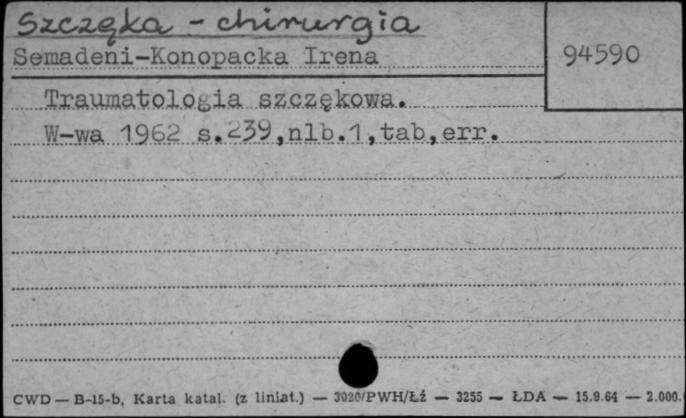 Szczęka - chirurgia
Semadeni-Konopacka Irena
94590
Traumatologia szczękowa.
W-wa 1962 s.239,nlb.1,tab,err.
CWD — B-15-b, Karta katal. (z liniat.) — 3020/PWH/Łź — 3255 — ŁDA — 15.9.64 — 2.000.